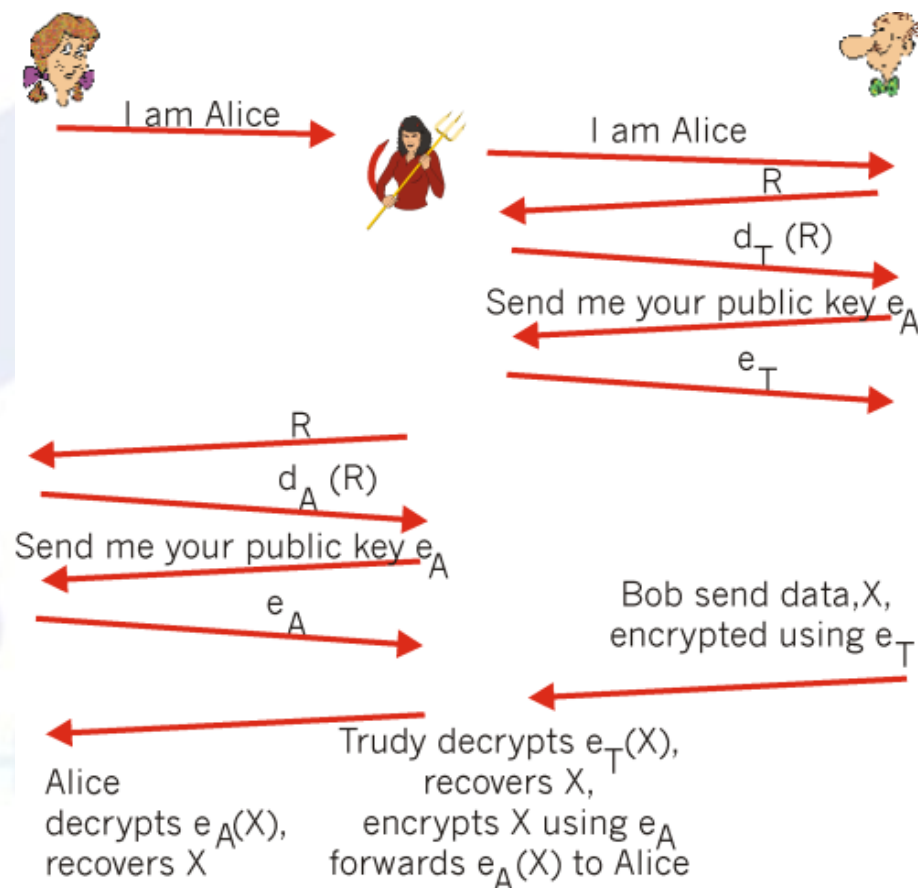 I am Alice
I am Alice
R
d_T (R)
Send me your public key e_A
e_T
R
d_A (R)
Send me your public key e_A
e_A
Bob send data,X,
encrypted using e_T
Trudy decrypts e_T(X),
recovers X,
encrypts X using e_A
forwards e_A(X) to Alice
Alice
decrypts e_A(X),
recovers X